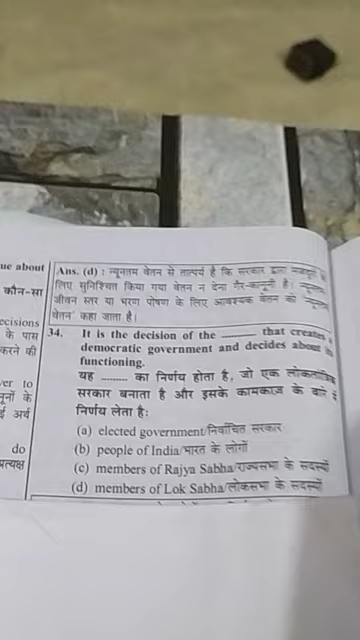 ue about
कौन-सा
ecisions
के पास
करने की
ver to
नूनों के
ई अर्थ
do
प्रत्यक्ष
Ans. (d) : न्यूनतम वेतन से तात्पर्य है कि सरकार द्वारा
लिए सुनिश्चित किया गया वेतन न देना गैर-कानूनी है।
जीवन स्तर या भरण पोषण के लिए आवश्यक वेतन को
वेतन' कहा जाता है।
34. It is the decision of the ______ that creates a
democratic government and decides about its
functioning.
यह ......... का निर्णय होता है, जो एक लोकतांत्रिक
सरकार बनाता है और इसके कामकाज के बारे में
निर्णय लेता है:
(a) elected government/निर्वाचित सरकार
(b) people of India/भारत के लोगों
(c) members of Rajya Sabha/राज्यसभा के सदस्यों
(d) members of Lok Sabha/लोकसभा के सदस्यों